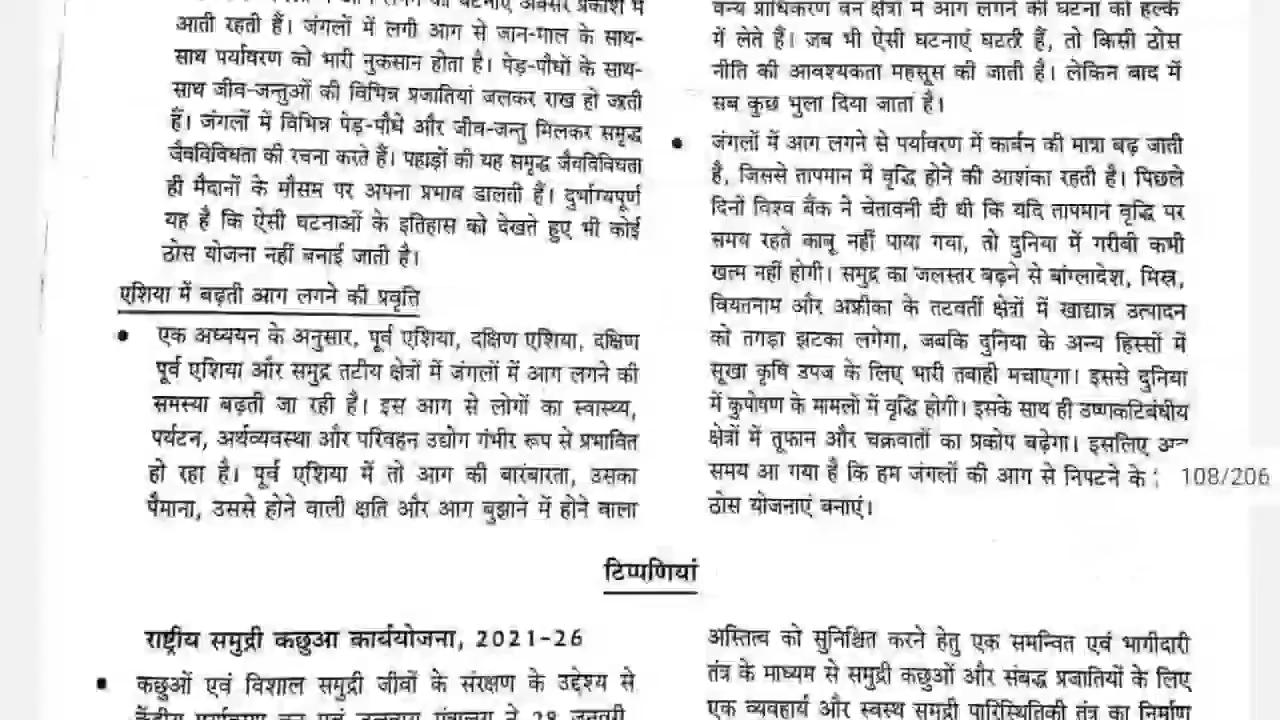 आती रहती हैं। जंगलों में लगी आग से जान-माल के साथ-
साथ पर्यावरण को भारी नुकसान होता है। पेड़-पौधों के साथ-
साथ जीव-जन्तुओं की विभिन्न प्रजातियां जलकर राख हो जाती
हैं। जंगलों में विभिन्न पेड़-पौधे और जीव-जन्तु मिलकर समृद्ध
जैवविविधता की रचना करते हैं। पहाड़ों की यह समृद्ध जैवविविधता
ही मैदानों के मौसम पर अपना प्रभाव डालती हैं। दुर्भाग्यपूर्ण
यह है कि ऐसी घटनाओं के इतिहास को देखते हुए भी कोई
ठोस योजना नहीं बनाई जाती है।
एशिया में बढ़ती आग लगने की प्रवृत्ति
• एक अध्ययन के अनुसार, पूर्व एशिया, दक्षिण एशिया, दक्षिण
पूर्व एशिया और समुद्र तटीय क्षेत्रों में जंगलों में आग लगने की
समस्या बढ़ती जा रही है। इस आग से लोगों का स्वास्थ्य,
पर्यटन, अर्थव्यवस्था और परिवहन उद्योग गंभीर रूप से प्रभावित
हो रहा है। पूर्व एशिया में तो आग की बारंबारता, उसका
पैमाना, उससे होने वाली क्षति और आग बुझाने में होने वाला
वन्य प्राधिकरण वन क्षेत्रों में आग लगने की घटना को हल्के
में लेते हैं। जब भी ऐसी घटनाएं घटती हैं, तो किसी ठोस
नीति की आवश्यकता महसूस की जाती है। लेकिन बाद में
सब कुछ भुला दिया जाता है।
• जंगलों में आग लगने से पर्यावरण में कार्बन की मात्रा बढ़ जाती
है, जिससे तापमान में वृद्धि होने की आशंका रहती है। पिछले
दिनों विश्व बैंक ने चेतावनी दी थी कि यदि तापमान वृद्धि पर
समय रहते काबू नहीं पाया गया, तो दुनिया में गरीबी कभी
खत्म नहीं होगी। समुद्र का जलस्तर बढ़ने से बांग्लादेश, मिस्र,
वियतनाम और अफ्रीका के तटवर्ती क्षेत्रों में खाद्यान्न उत्पादन
को तगड़ा झटका लगेगा, जबकि दुनिया के अन्य हिस्सों में
सूखा कृषि उपज के लिए भारी तबाही मचाएगा। इससे दुनिया
में कुपोषण के मामलों में वृद्धि होगी। इसके साथ ही उष्णकटिबंधीय
क्षेत्रों में तूफान और चक्रवातों का प्रकोप बढ़ेगा। इसलिए
समय आ गया है कि हम जंगलों की आग से निपटने के
ठोस योजनाएं बनाएं।
108/206
टिप्पणियां
राष्ट्रीय समुद्री कछुआ कार्ययोजना, 2021-26
• कछुओं एवं विशाल समुद्री जीवों के संरक्षण के उद्देश्य से
अस्तित्व को सुनिश्चित करने हेतु एक समन्वित एवं भागीदारी
तंत्र के माध्यम से समुद्री कछुओं और संबद्ध प्रजातियों के लिए
एक व्यवहार्य और स्वस्थ समुद्री पारिस्थितिकी तंत्र का निर्माण